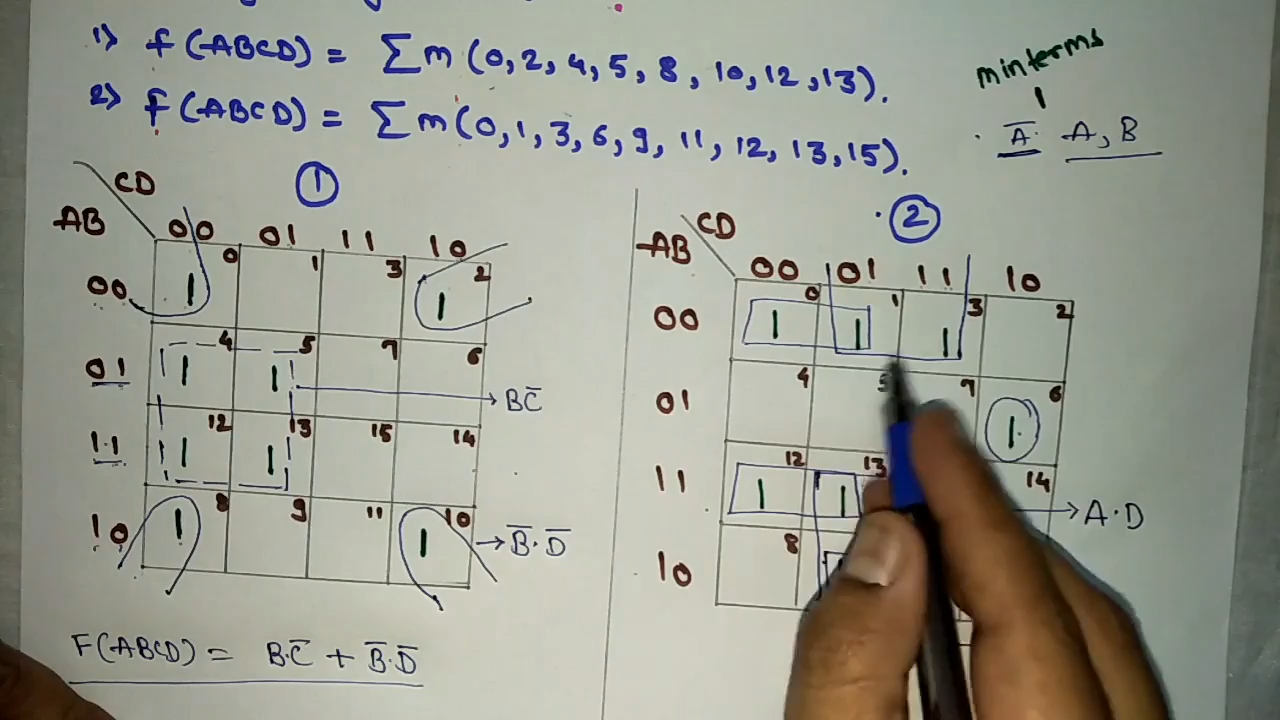 1) f(ABCD) = Σm(0,2,4,5,8,10,12,13).
2) f(ABCD) = Σm(0,1,3,6,9,11,12,13,15).
minterms
1
A̅ A, B
1
CD
AB
00 01 11 10
0 1 3 2
00 1 1
4 5 7 6
01 1 1 → BC̅
12 13 15 14
11 1 1
8 9 11 10
10 1 1 → B̅·D̅
F(ABCD) = B·C̅ + B̅·D̅
2
CD
AB
00 01 11 10
0 1 3 2
00 1 1 1
4 5 7 6
01 1
12 13 14
11 1 1 → A·D
8
10